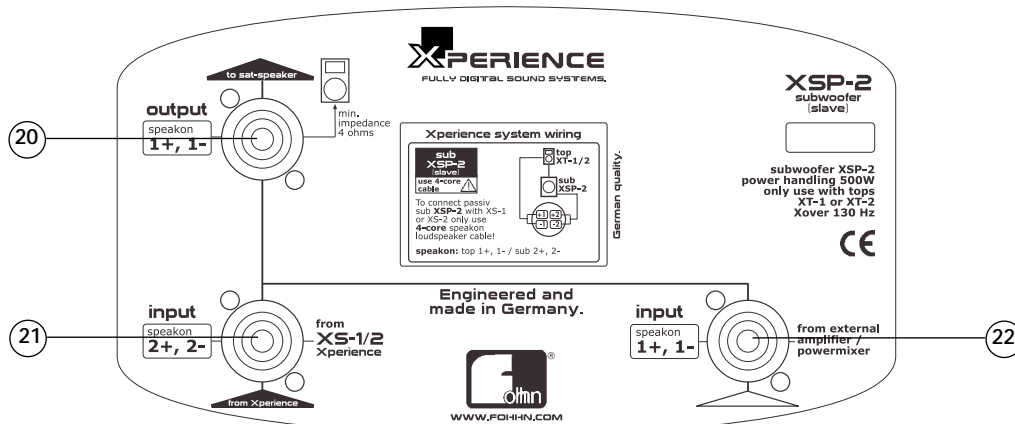 XPERIENCE
FULLY DIGITAL SOUND SYSTEMS.
to sat-speaker
output
speakon
1+, 1-
min.
impedance
4 ohms
20
Xperience system wiring
sub
XSP-2
(slave)
use 4-core
cable
To connect passiv
sub XSP-2 with XS-1
or XS-2 only use
4-core speakon
loudspeaker cable!
top
XT-1/2
sub
XSP-2
+1 +2
-1 -2
speakon: top 1+, 1- / sub 2+, 2-
German quality.
XSP-2
subwoofer
(slave)
subwoofer XSP-2
power handling 500W
only use with tops
XT-1 or XT-2
Xover 130 Hz
CE
Engineered and
made in Germany.
21
input
speakon
2+, 2-
from
XS-1/2
Xperience
from Xperience
fohhn
®
WWW.FOHHN.COM
input
speakon
1+, 1-
from external
amplifier /
powermixer
22